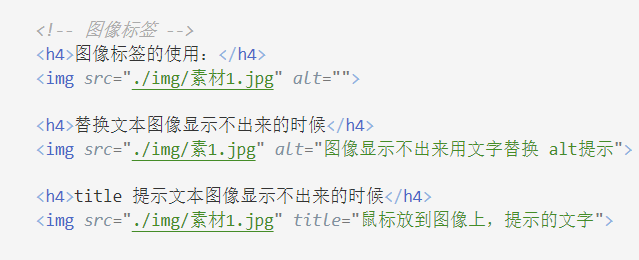 <!-- 图像标签 -->
<h4>图像标签的使用：</h4>
<img src="./img/素材1.jpg" alt="">
<h4>替换文本图像显示不出来的时候</h4>
<img src="./img/素1.jpg" alt="图像显示不出来用文字替换 alt提示">
<h4>title 提示文本图像显示不出来的时候</h4>
<img src="./img/素材1.jpg" title="鼠标放到图像上，提示的文字">